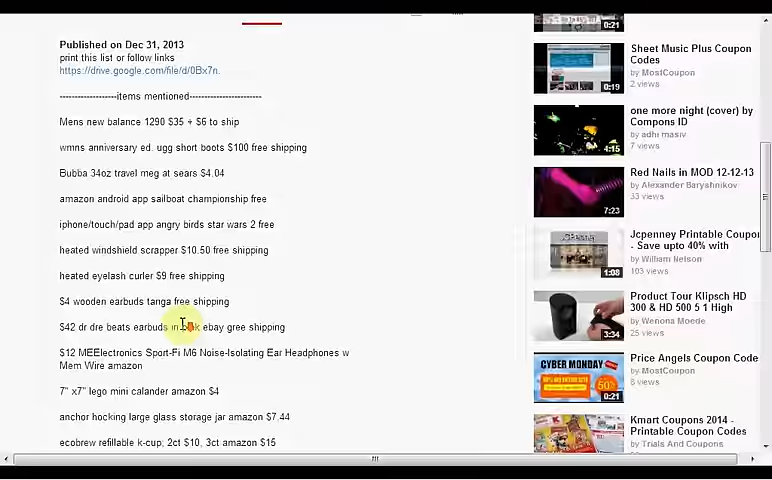 Published on Dec 31, 2013
print this list or follow links
https://drive.google.com/file/d/0Bx7n.
-------------------items mentioned------------------------
Mens new balance 1290 $35 + $6 to ship
wmns anniversary ed. ugg short boots $100 free shipping
Bubba 34oz travel meg at sears $4.04
amazon android app sailboat championship free
iphone/touch/pad app angry birds star wars 2 free
heated windshield scrapper $10.50 free shipping
heated eyelash curler $9 free shipping
$4 wooden earbuds tanga free shipping
$42 dr dre beats earbuds in ebay gree shipping
$12 MEElectronics Sport-Fi M6 Noise-Isolating Ear Headphones w
Mem Wire amazon
7" x7" lego mini calander amazon $4
anchor hocking large glass storage jar amazon $7.44
ecobrew refillable k-cup, 2ct $10, 3ct amazon $15
0:21
Sheet Music Plus Coupon
Codes
by MostCoupon
2 views
0:19
one more night (cover) by
Compons ID
by adhi masiv
7 views
4:15
Red Nails in MOD 12-12-13
by Alexander Baryshnikov
33 views
7:23
Jcpenney Printable Coupon
- Save upto 40% with
by William Nelson
103 views
1:08
Product Tour Klipsch HD
300 & HD 500 5 1 High
by Wenona Moede
25 views
3:34
Price Angels Coupon Code
by MostCoupon
8 views
CYBER MONDAY
0:21
Kmart Coupons 2014 -
Printable Coupon Codes
by Trials And Coupons